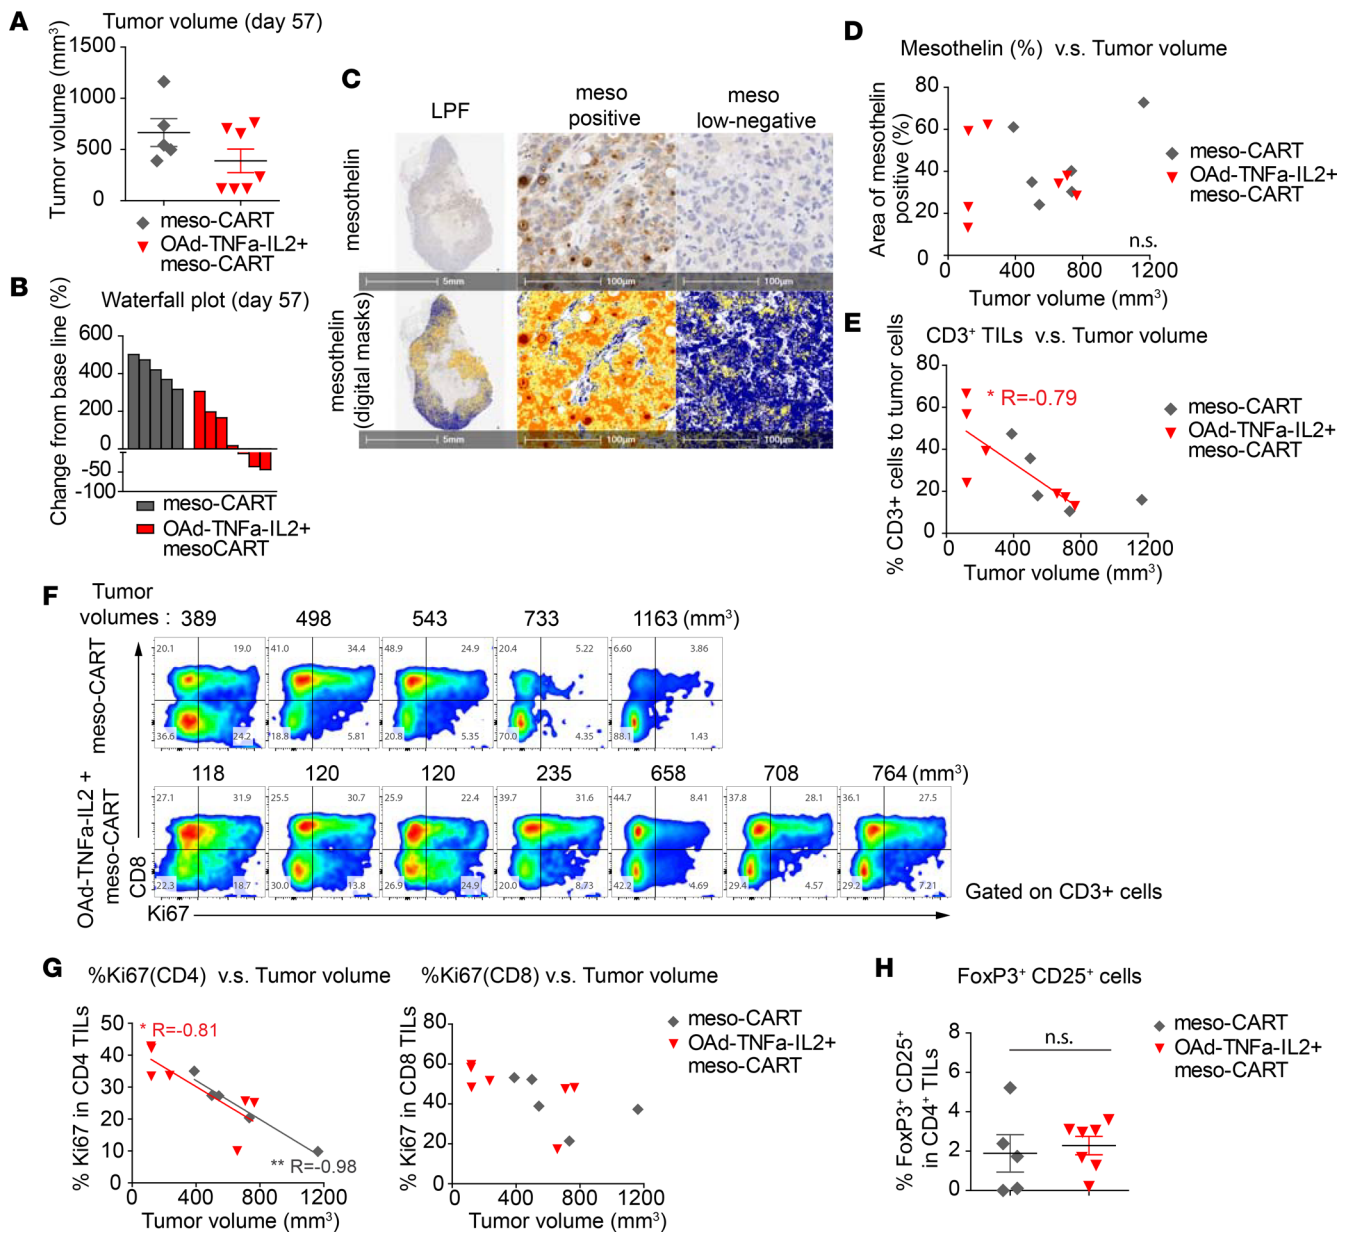 A
Tumor volume (day 57)
Tumor volume (mm³)
1500
1000
500
0
meso-CART
OAd-TNFa-IL2+
meso-CART
B
Waterfall plot (day 57)
Change from base line (%)
600
400
200
0
-50
-100
meso-CART
OAd-TNFa-IL2+
mesoCART
C
LPF
meso
positive
meso
low-negative
mesothelin
5mm
100µm
100µm
mesothelin
(digital masks)
5mm
100µm
100µm
D
Mesothelin (%) v.s. Tumor volume
Area of mesothelin
positive (%)
80
60
40
20
0
0 400 800 1200
n.s.
Tumor volume (mm³)
meso-CART
OAd-TNFa-IL2+
meso-CART
E
CD3⁺ TILs v.s. Tumor volume
% CD3+ cells to tumor cells
80
60
40
20
0
* R=-0.79
0 400 800 1200
Tumor volume (mm³)
meso-CART
OAd-TNFa-IL2+
meso-CART
F
Tumor
volumes : 389 498 543 733 1163 (mm³)
meso-CART
20.1 19.0 41.0 34.4 48.9 24.9 20.4 5.22 6.60 3.86
36.6 24.2 18.8 5.81 20.8 5.35 70.0 4.35 88.1 1.43
118 120 120 235 658 708 764 (mm³)
OAd-TNFa-IL2 +
meso-CART
CD8
27.1 31.9 25.5 30.7 25.9 22.4 39.7 31.6 44.7 8.41 37.8 28.1 36.1 27.5
22.3 18.7 30.0 13.8 26.9 24.9 20.0 8.73 42.2 4.69 29.4 4.57 29.2 7.21
Ki67
Gated on CD3+ cells
G
%Ki67(CD4) v.s. Tumor volume
% Ki67 in CD4 TILs
50
40
30
20
10
0
* R=-0.81
** R=-0.98
0 400 800 1200
Tumor volume (mm³)
%Ki67(CD8) v.s. Tumor volume
% Ki67 in CD8 TILs
80
60
40
20
0
0 400 800 1200
Tumor volume (mm³)
meso-CART
OAd-TNFa-IL2+
meso-CART
H
FoxP3⁺ CD25⁺ cells
% FoxP3⁺ CD25⁺
in CD4⁺ TILs
8
6
4
2
0
n.s.
meso-CART
OAd-TNFa-IL2+
meso-CART